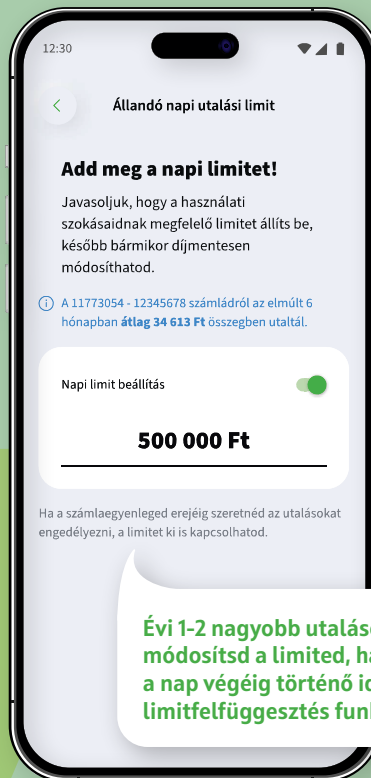 12:30
Állandó napi utalási limit
Add meg a napi limitet!
Javasoljuk, hogy a használati
szokásaidnak megfelelő limitet állíts be,
később bármikor díjmentesen
módosíthatod.
A 11773054 - 12345678 számládról az elmúlt 6
hónapban átlag 34 613 Ft összegben utaltál.
Napi limit beállítás
500 000 Ft
Ha a számlaegyenleged erejéig szeretnéd az utalásokat
engedélyezni, a limitet ki is kapcsolhatod.
Évi 1-2 nagyobb utalás
módosítsd a limited,
a nap végéig történő